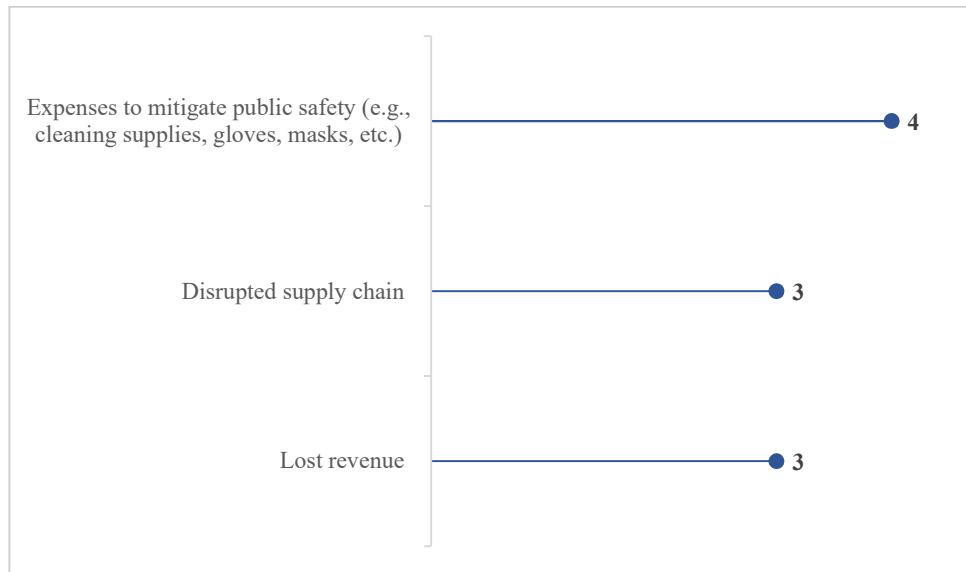 Expenses to mitigate public safety (e.g.,
cleaning supplies, gloves, masks, etc.)
4
Disrupted supply chain
3
Lost revenue
3